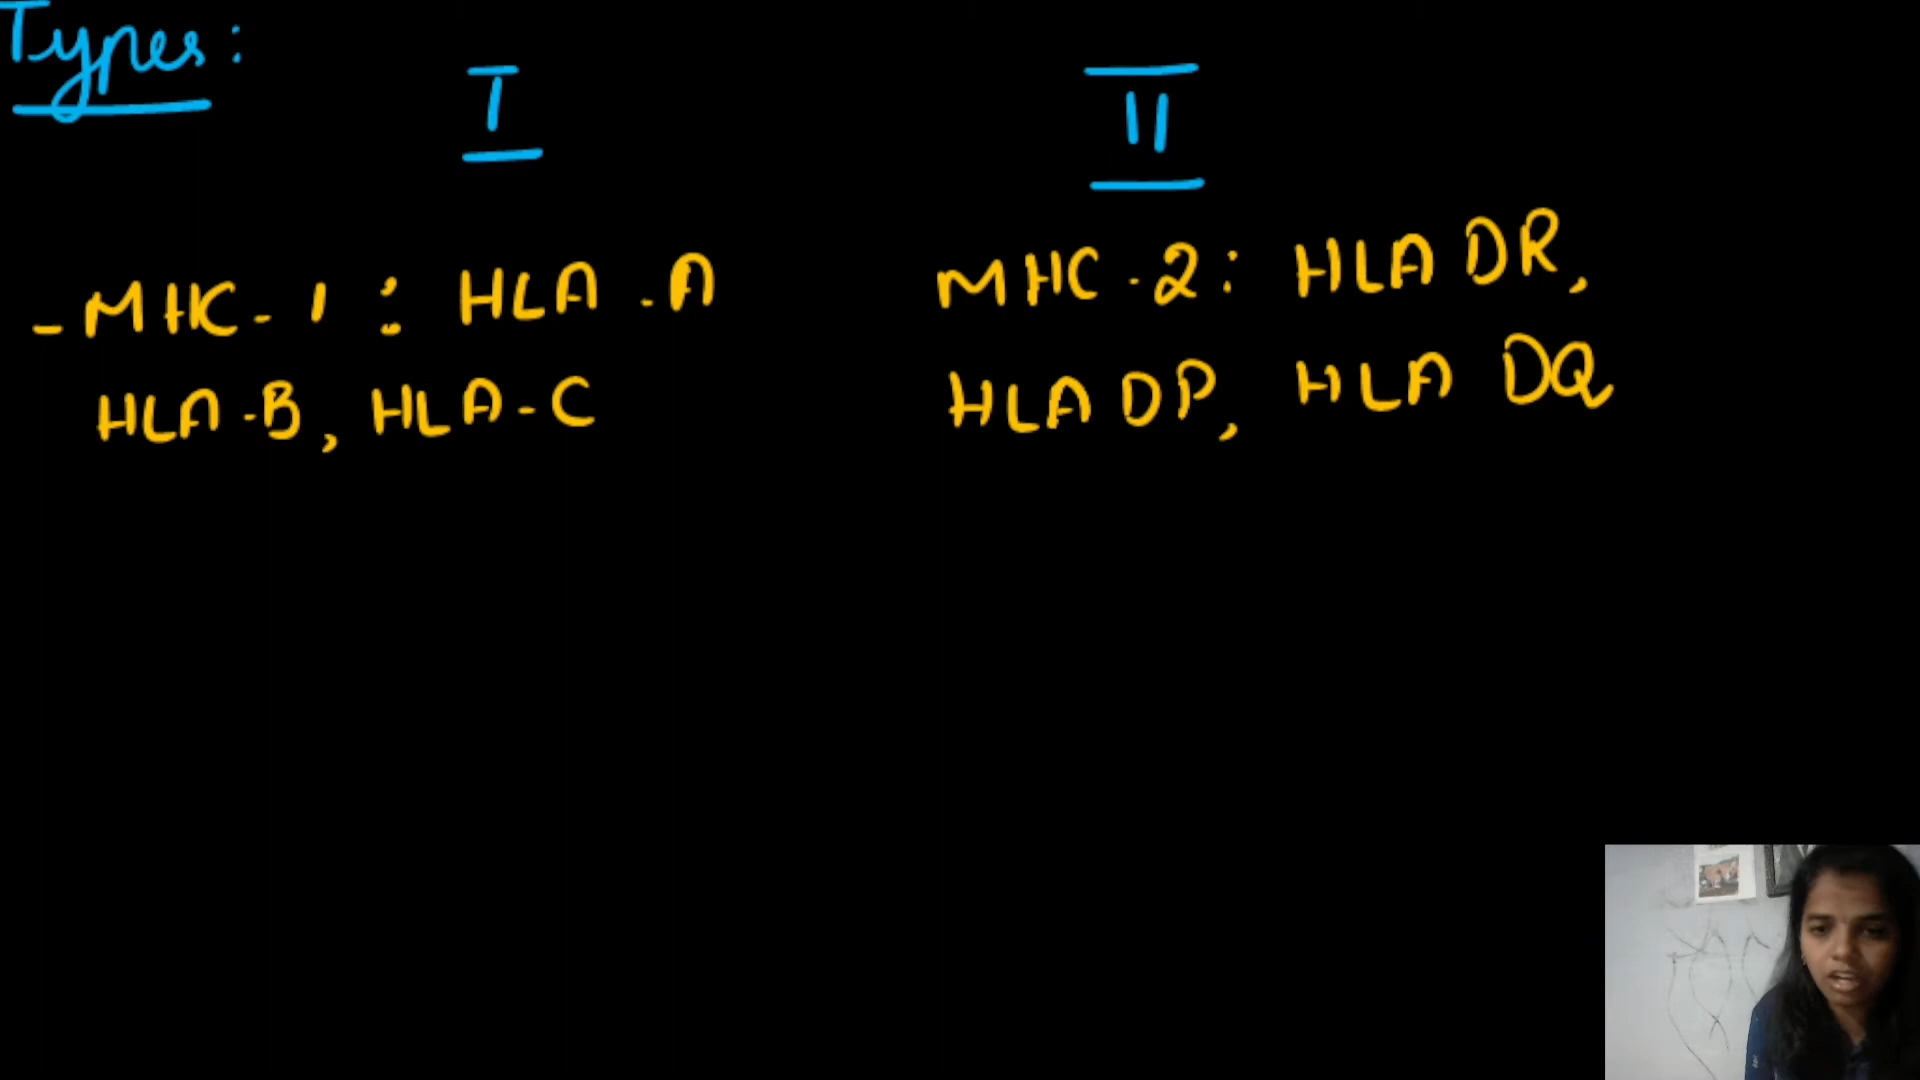 Types:
I
II
- MHC - 1 : HLA - A
HLA - B, HLA - C
MHC - 2 : HLA DR,
HLA DP, HLA DQ